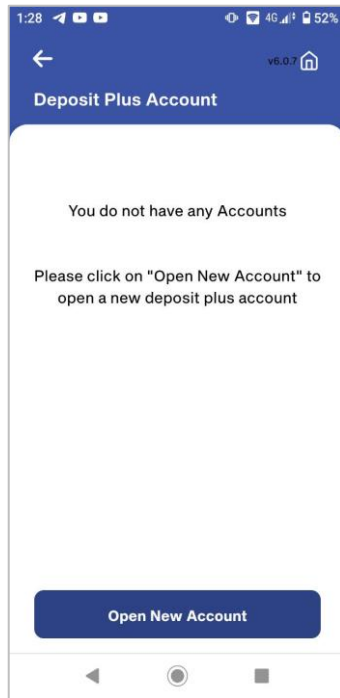 1:28 4G 52%
v6.0.7
Deposit Plus Account
You do not have any Accounts
Please click on "Open New Account" to
open a new deposit plus account
Open New Account